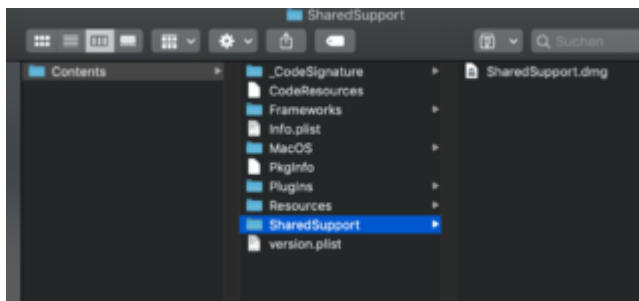 SharedSupport
Suchen
Contents
_CodeSignature
CodeResources
Frameworks
Info.plist
MacOS
PkgInfo
PlugIns
Resources
SharedSupport
version.plist
SharedSupport.dmg